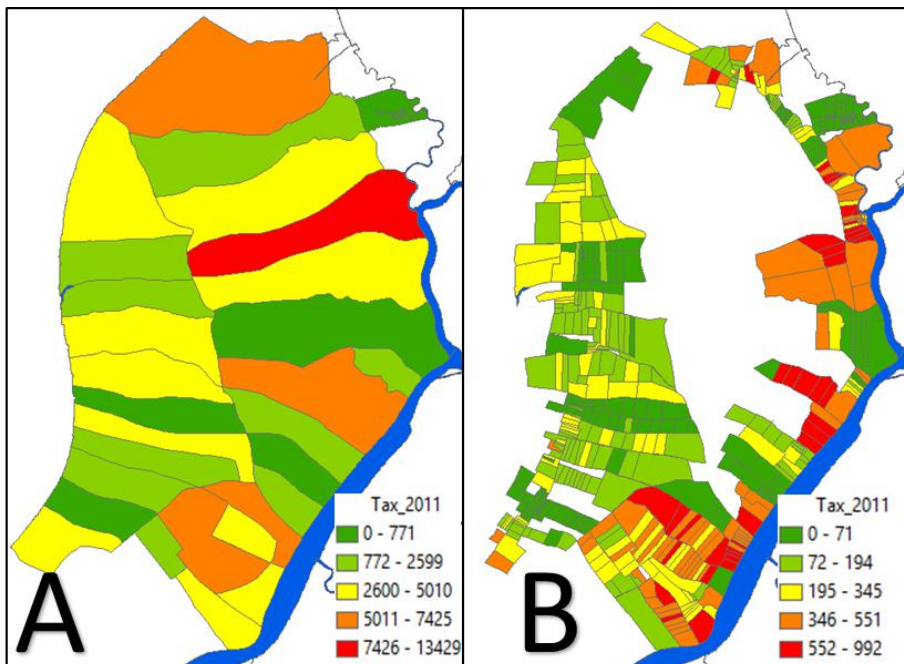 Tax_2011
0 - 771
772 - 2599
2600 - 5010
5011 - 7425
7426 - 13429
A
Tax_2011
0 - 71
72 - 194
195 - 345
346 - 551
552 - 992
B